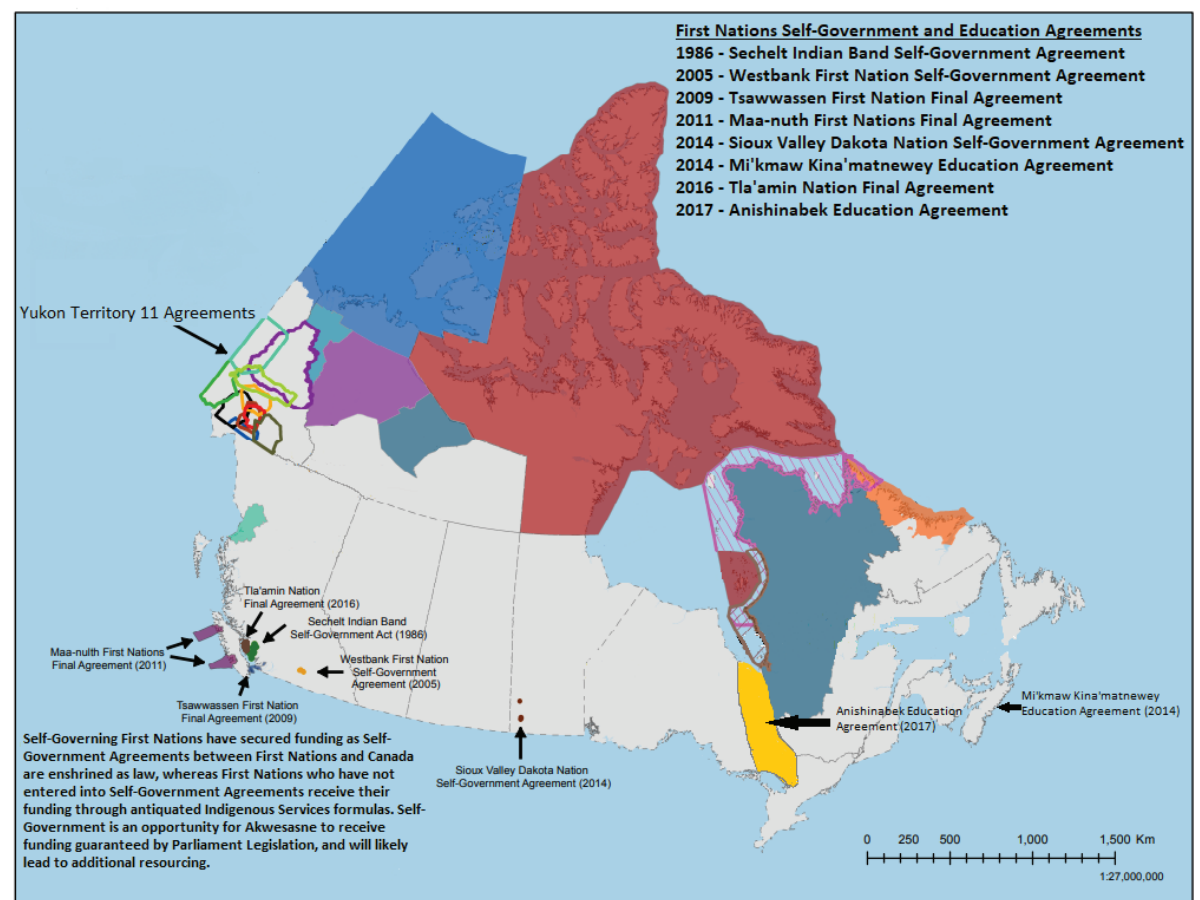 First Nations Self-Government and Education Agreements
1986 - Sechelt Indian Band Self-Government Agreement
2005 - Westbank First Nation Self-Government Agreement
2009 - Tsawwassen First Nation Final Agreement
2011 - Maa-nuth First Nations Final Agreement
2014 - Sioux Valley Dakota Nation Self-Government Agreement
2014 - Mi'kmaw Kina'matnewey Education Agreement
2016 - Tla'amin Nation Final Agreement
2017 - Anishinabek Education Agreement
Yukon Territory 11 Agreements
Tla'amin Nation
Final Agreement (2016)
Sechelt Indian Band
Self-Government Act (1986)
Maa-nulth First Nations
Final Agreement (2011)
Westbank First Nation
Self-Government
Agreement (2005)
Tsawwassen First Nation
Final Agreement (2009)
Sioux Valley Dakota Nation
Self-Government Agreement (2014)
Anishinabek Education
Agreement (2017)
Mi'kmaw Kina'matnewey
Education Agreement (2014)
Self-Governing First Nations have secured funding as Self-
Government Agreements between First Nations and Canada
are enshrined as law, whereas First Nations who have not
entered into Self-Government Agreements receive their
funding through antiquated Indigenous Services formulas. Self-
Government is an opportunity for Akwesasne to receive
funding guaranteed by Parliament Legislation, and will likely
lead to additional resourcing.
0 250 500 1,000 1,500 Km
1:27,000,000